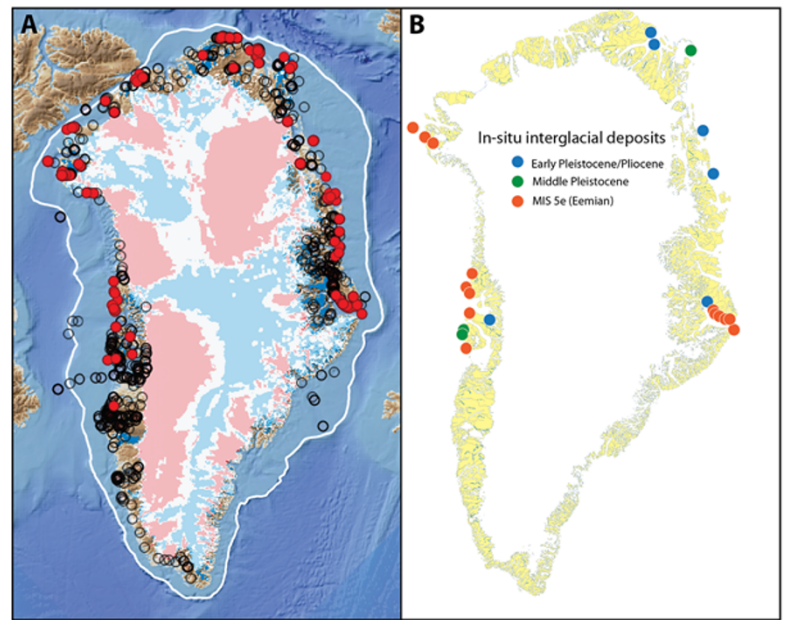 A
B
In-situ interglacial deposits
Early Pleistocene/Pliocene
Middle Pleistocene
MIS 5e (Eemian)